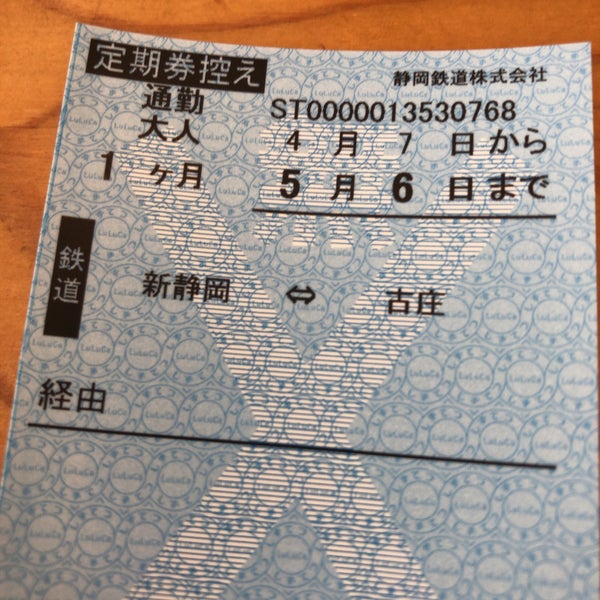 定期券控え
静岡鉄道株式会社
通勤
ST0000013530768
大人
4月7日から
1ヶ月
5月6日まで
鉄道
新静岡 ⇔ 古庄
経由